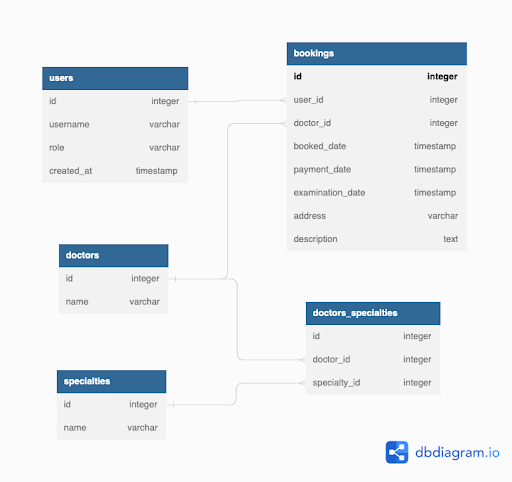 users
id integer
username varchar
role varchar
created_at timestamp
bookings
id integer
user_id integer
doctor_id integer
booked_date timestamp
payment_date timestamp
examination_date timestamp
address varchar
description text
doctors
id integer
name varchar
doctors_specialties
id integer
doctor_id integer
specialty_id integer
specialties
id integer
name varchar
dbdiagram.io